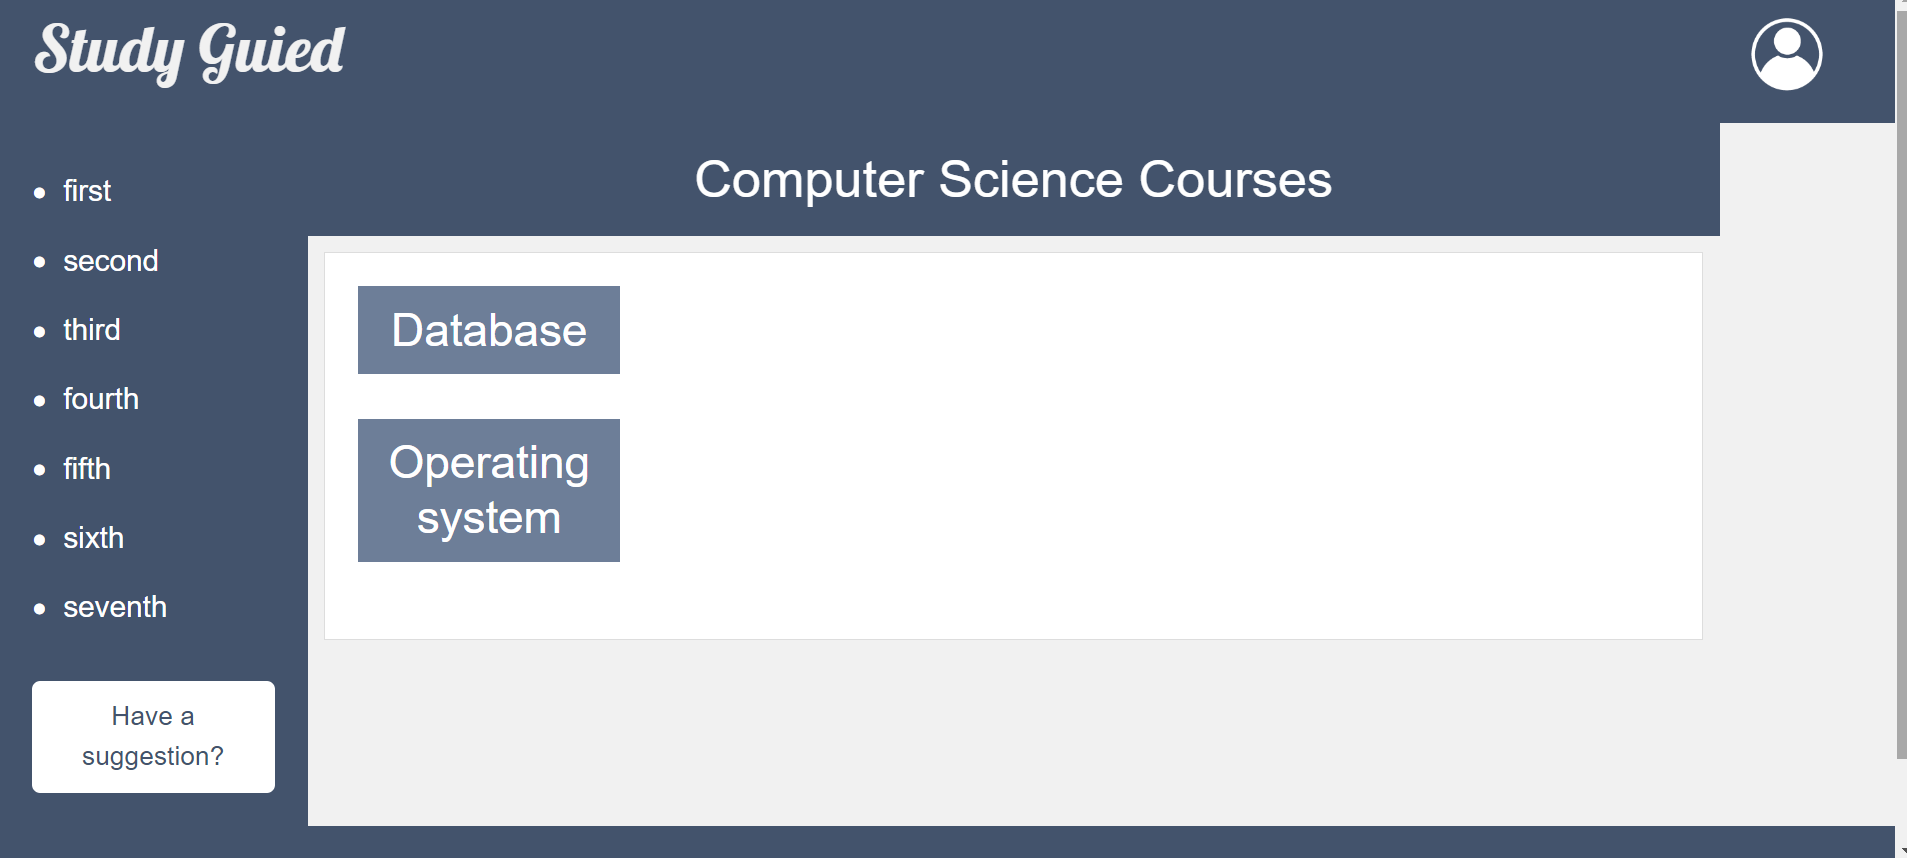 Study Guied
Computer Science Courses
first
second
third
fourth
fifth
sixth
seventh
Have a
suggestion?
Database
Operating
system